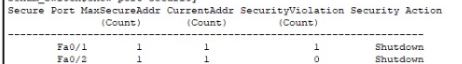 Secure Port MaxSecureAddr CurrentAddr SecurityViolation Security Action
(Count) (Count) (Count)
--------------------------------------------------------------------
Fa0/1 1 1 1 Shutdown
Fa0/2 1 1 0 Shutdown